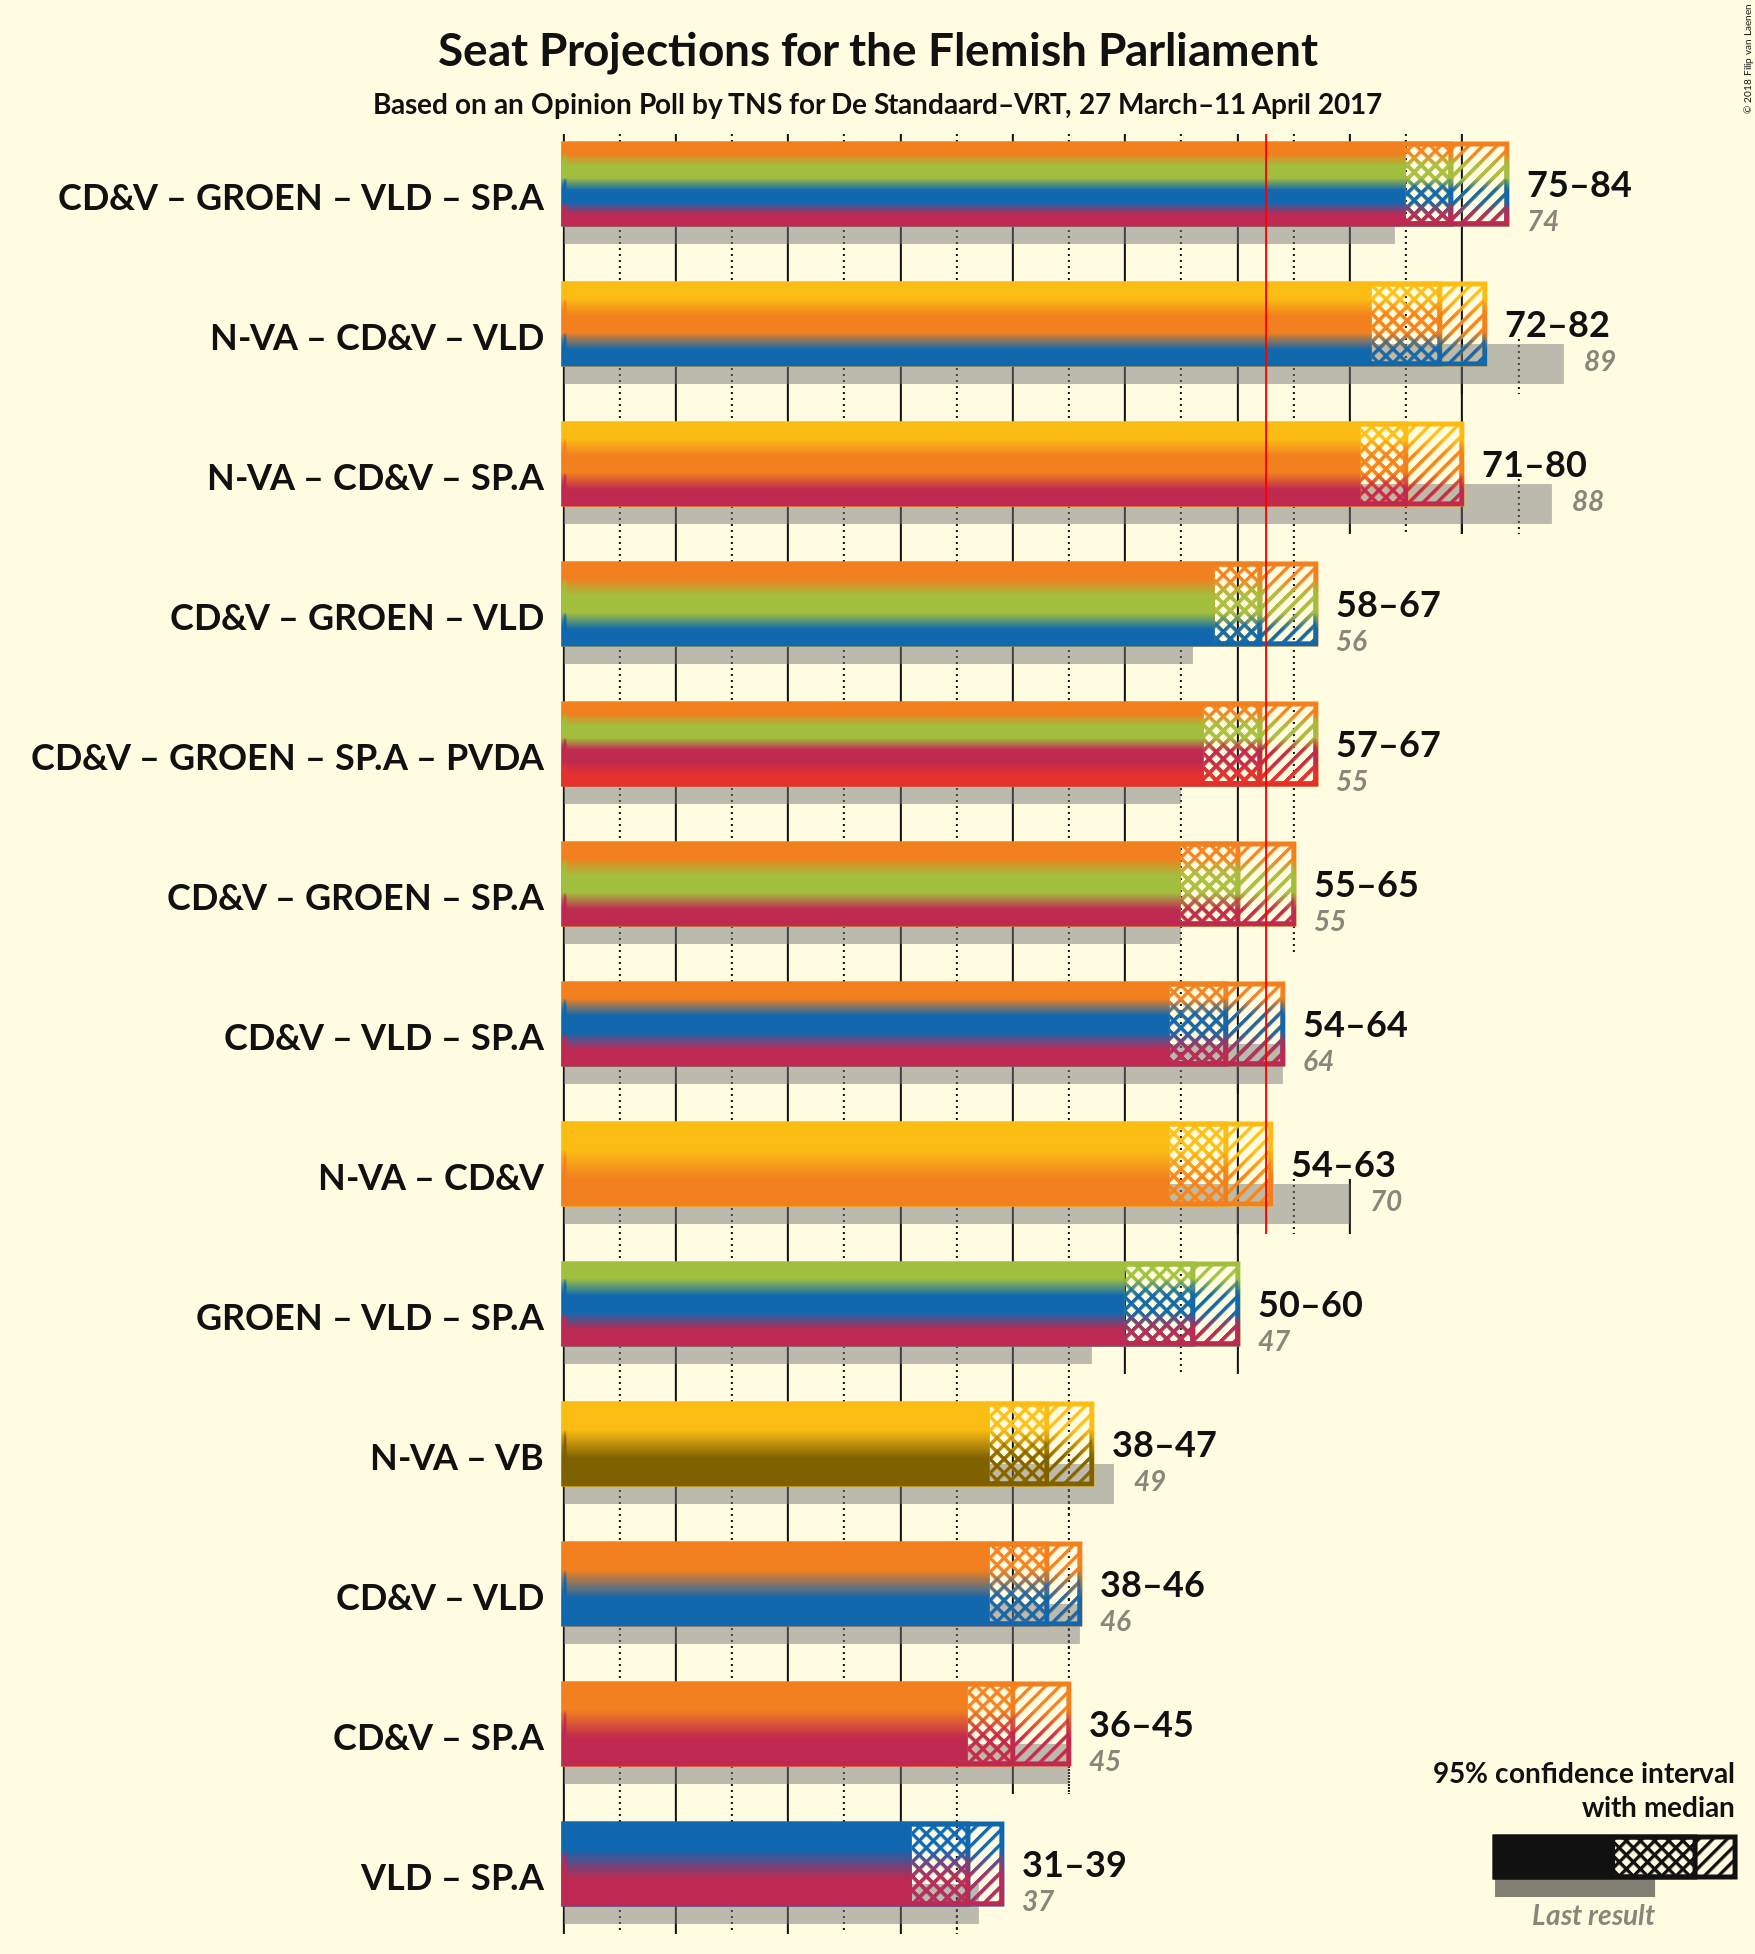 Seat Projections for the Flemish Parliament
Based on an Opinion Poll by TNS for De Standaard–VRT, 27 March–11 April 2017
© 2018 Filip van Laenen
CD&V – GROEN – VLD – SP.A
75–84
74
N-VA – CD&V – VLD
72–82
89
N-VA – CD&V – SP.A
71–80
88
CD&V – GROEN – VLD
58–67
56
CD&V – GROEN – SP.A – PVDA
57–67
55
CD&V – GROEN – SP.A
55–65
55
CD&V – VLD – SP.A
54–64
64
N-VA – CD&V
54–63
70
GROEN – VLD – SP.A
50–60
47
N-VA – VB
38–47
49
CD&V – VLD
38–46
46
CD&V – SP.A
36–45
45
VLD – SP.A
31–39
37
95% confidence interval
with median
Last result